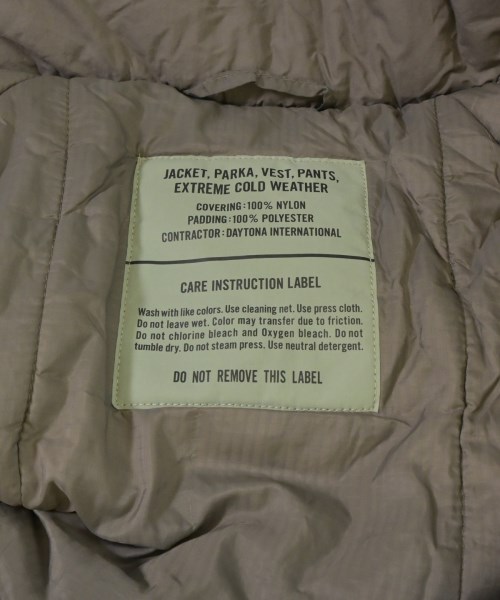 JACKET, PARKA, VEST, PANTS,
EXTREME COLD WEATHER
COVERING:100% NYLON
PADDING:100% POLYESTER
CONTRACTOR:DAYTONA INTERNATIONAL
CARE INSTRUCTION LABEL
Wash with like colors. Use cleaning net. Use press cloth.
Do not leave wet. Color may transfer due to friction.
Do not chlorine bleach and Oxygen bleach. Do not
tumble dry. Do not steam press. Use neutral detergent.
DO NOT REMOVE THIS LABEL